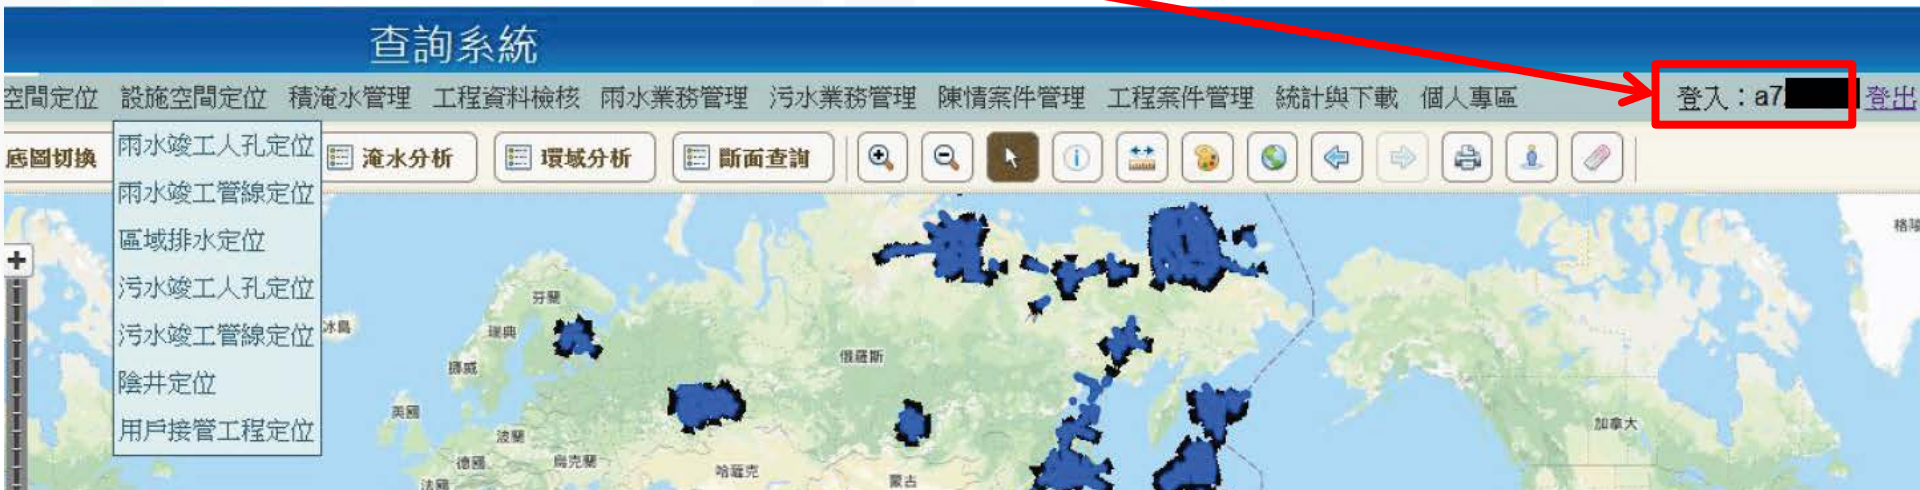 查詢系統
空間定位 設施空間定位 積淹水管理 工程資料檢核 雨水業務管理 污水業務管理 陳情案件管理 工程案件管理 統計與下載 個人專區 登入：a7 登出
底圖切換 淹水分析 環域分析 斷面查詢
雨水竣工人孔定位
雨水竣工管線定位
區域排水定位
污水竣工人孔定位
污水竣工管線定位
陰井定位
用戶接管工程定位
芬蘭
冰島
瑞典
挪威
俄羅斯
英國
波蘭
加拿大
德國
烏克蘭
哈薩克
蒙古
法國